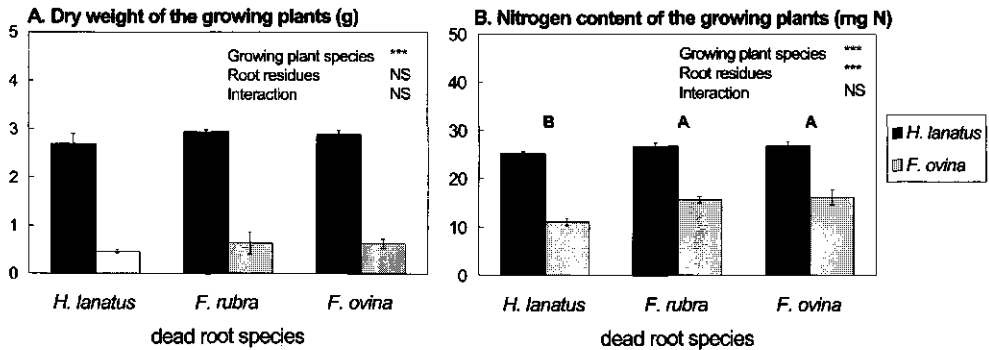 A. Dry weight of the growing plants (g)
5
4
3
2
1
0
Growing plant species ***
Root residues NS
Interaction NS
H. lanatus F. rubra F. ovina
dead root species
B. Nitrogen content of the growing plants (mg N)
50
40
30
20
10
0
Growing plant species ***
Root residues ***
Interaction NS
B A A
H. lanatus F. rubra F. ovina
dead root species
H. lanatus
F. ovina